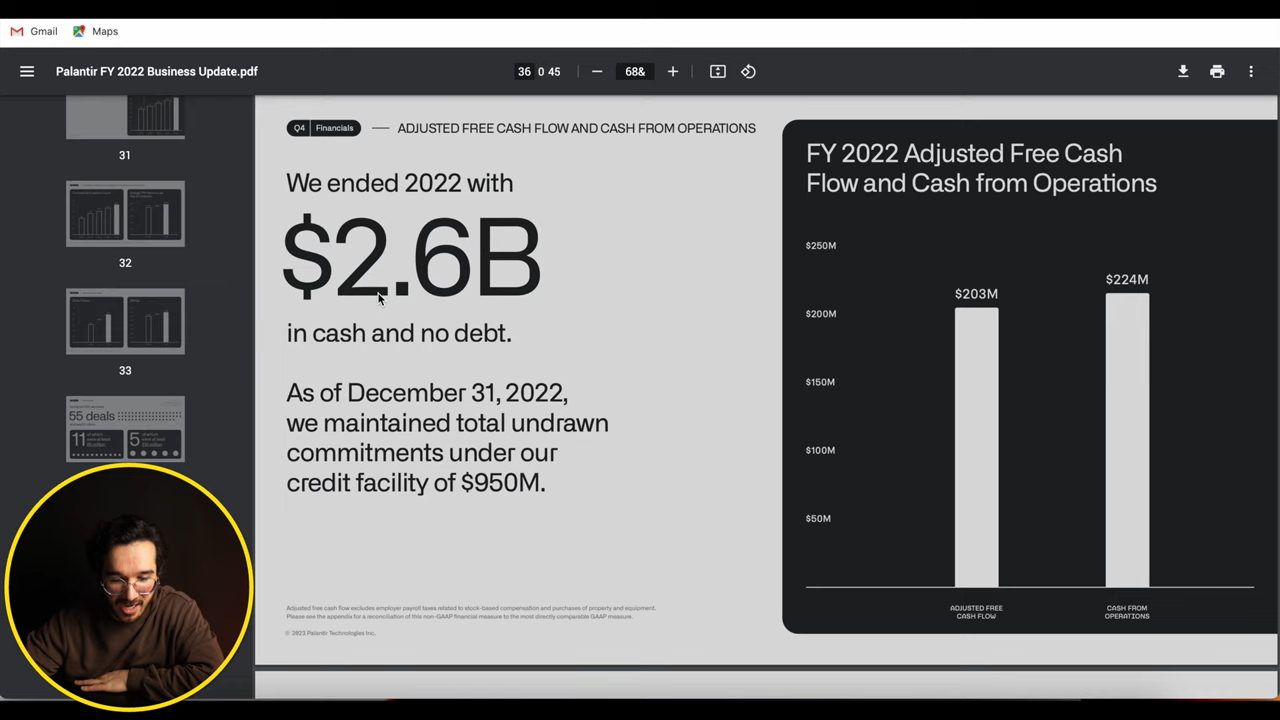 Gmail Maps
Palantir FY 2022 Business Update.pdf
36 0 45
68&
31
32
33
55 deals
11
5
Q4 Financials
ADJUSTED FREE CASH FLOW AND CASH FROM OPERATIONS
We ended 2022 with
$2.6B
in cash and no debt.
As of December 31, 2022,
we maintained total undrawn
commitments under our
credit facility of $950M.
Adjusted free cash flow excludes employer payroll taxes related to stock-based compensation and purchases of property and equipment.
Please see the appendix for a reconciliation of this non-GAAP financial measure to the most directly comparable GAAP measure.
© 2023 Palantir Technologies Inc.
FY 2022 Adjusted Free Cash
Flow and Cash from Operations
$250M
$200M
$150M
$100M
$50M
$203M
$224M
ADJUSTED FREE
CASH FLOW
CASH FROM
OPERATIONS